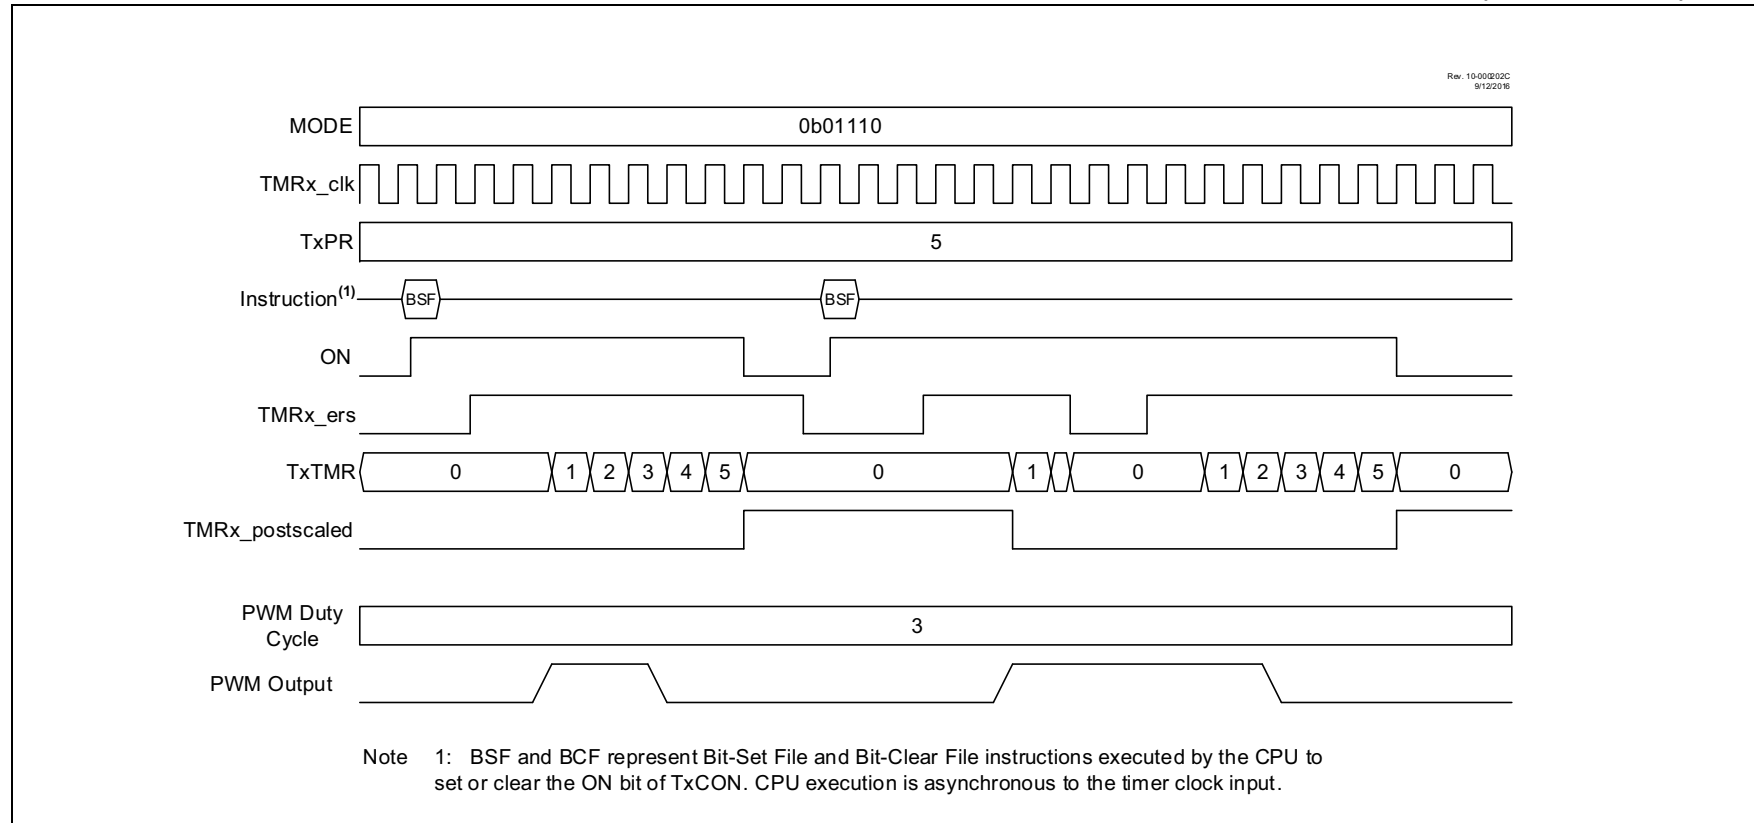 Rev. 10-000202C
9/12/2016
MODE 0b01110
TMRx_clk
TxPR 5
Instruction(1) BSF BSF
ON
TMRx_ers
TxTMR 0 1 2 3 4 5 0 1 0 1 2 3 4 5 0
TMRx_postscaled
PWM Duty
Cycle 3
PWM Output
Note 1: BSF and BCF represent Bit-Set File and Bit-Clear File instructions executed by the CPU to
set or clear the ON bit of TxCON. CPU execution is asynchronous to the timer clock input.